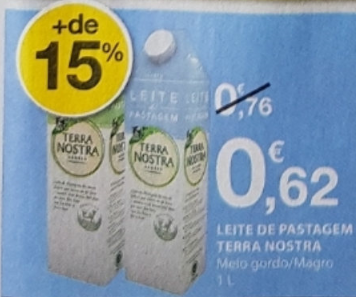 +de
15%
LEITE
PASTAGEM
TERRA
NOSTRA
TERRA
NOSTRA
0,76
0,62
€
LEITE DE PASTAGEM
TERRA NOSTRA
Meio gordo/Magro
1 L